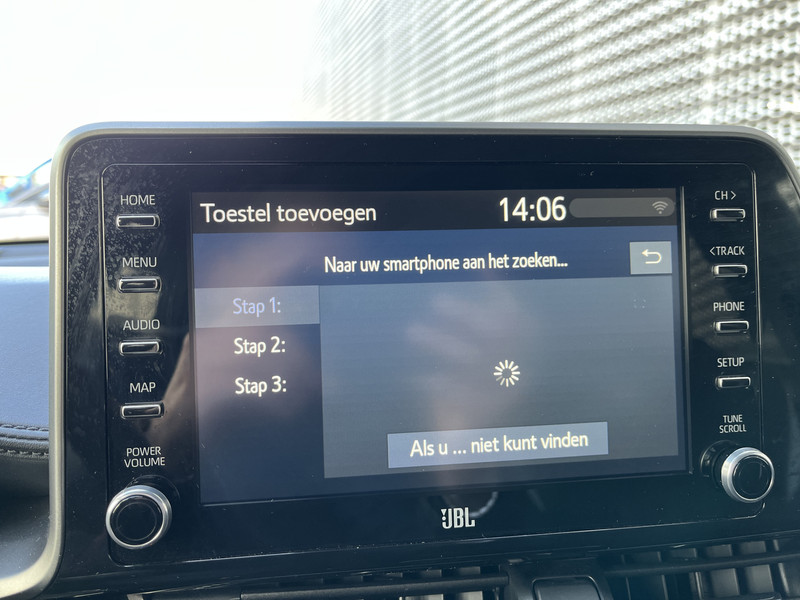 HOME
MENU
AUDIO
MAP
POWER
VOLUME
Toestel toevoegen
14:06
Naar uw smartphone aan het zoeken...
Stap 1:
Stap 2:
Stap 3:
Als u ... niet kunt vinden
CH >
< TRACK
PHONE
SETUP
TUNE
SCROLL
JBL